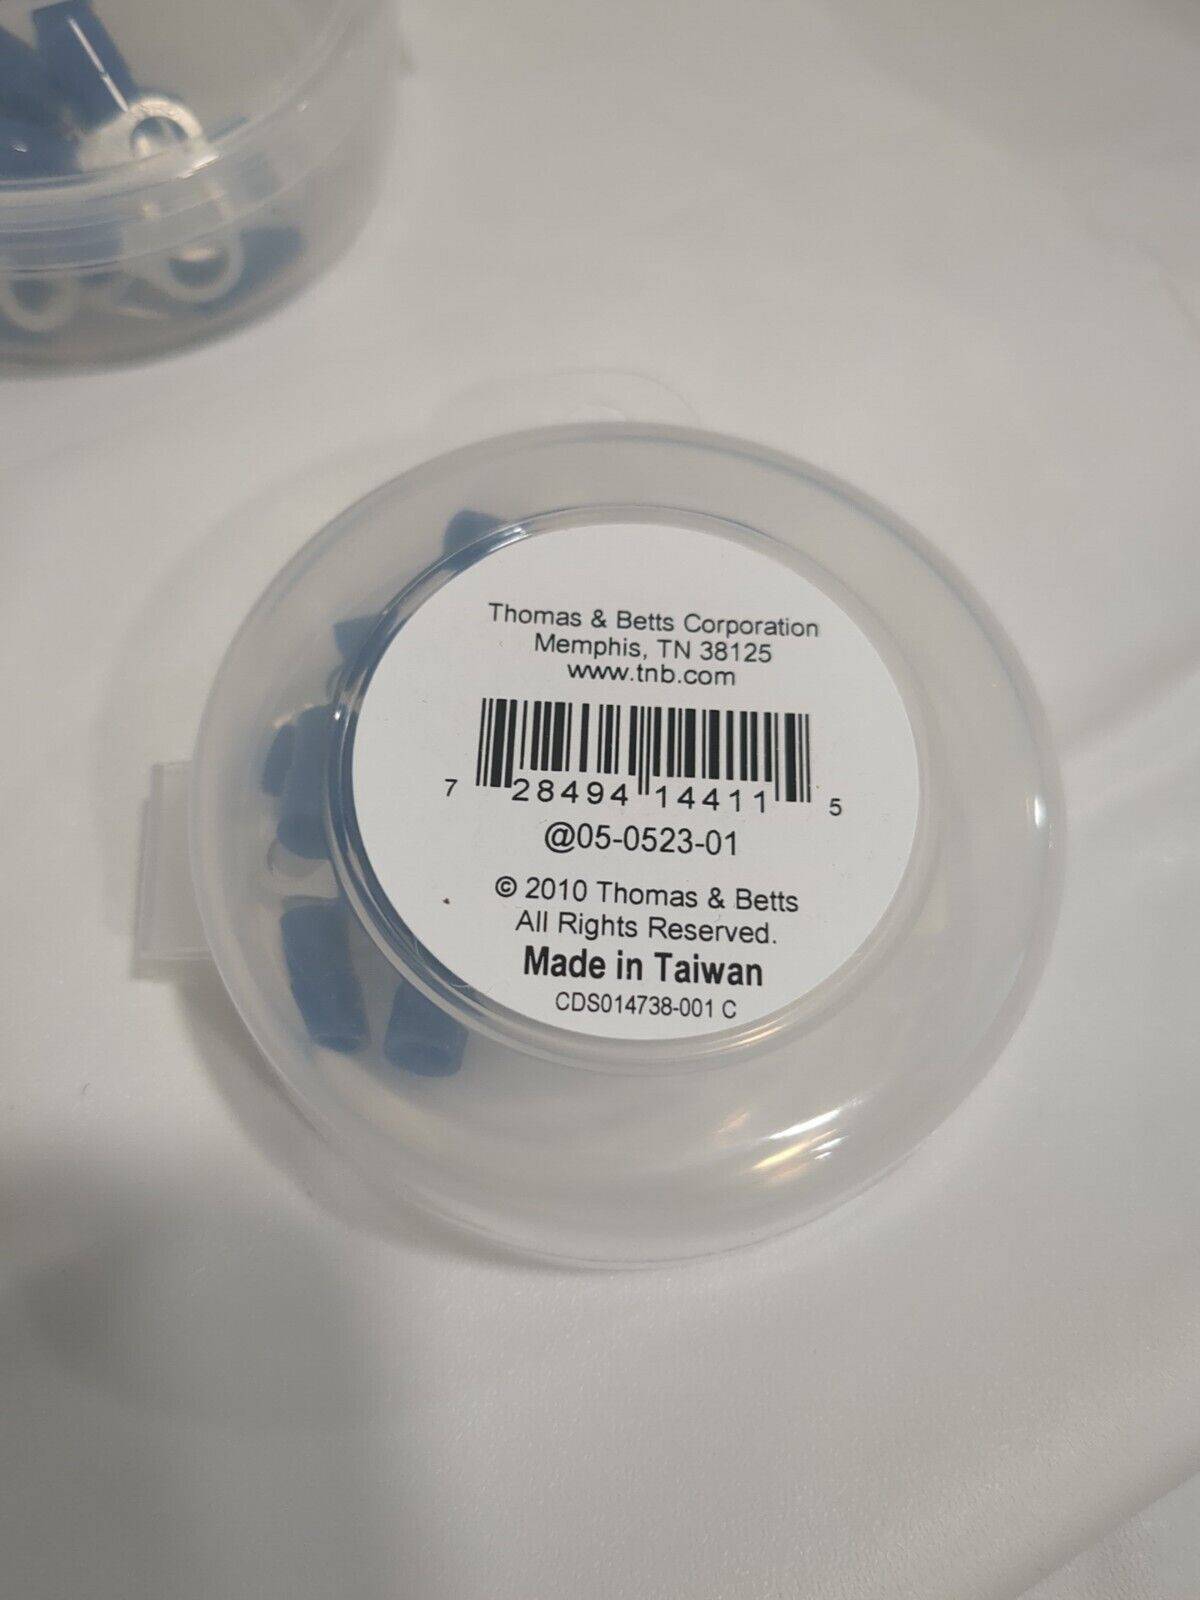 Thomas & Betts Corporation
Memphis, TN 38125
www.tnb.com
7 28494 14411 5
@05-0523-01
© 2010 Thomas & Betts
All Rights Reserved.
Made in Taiwan
CDS014738-001 C